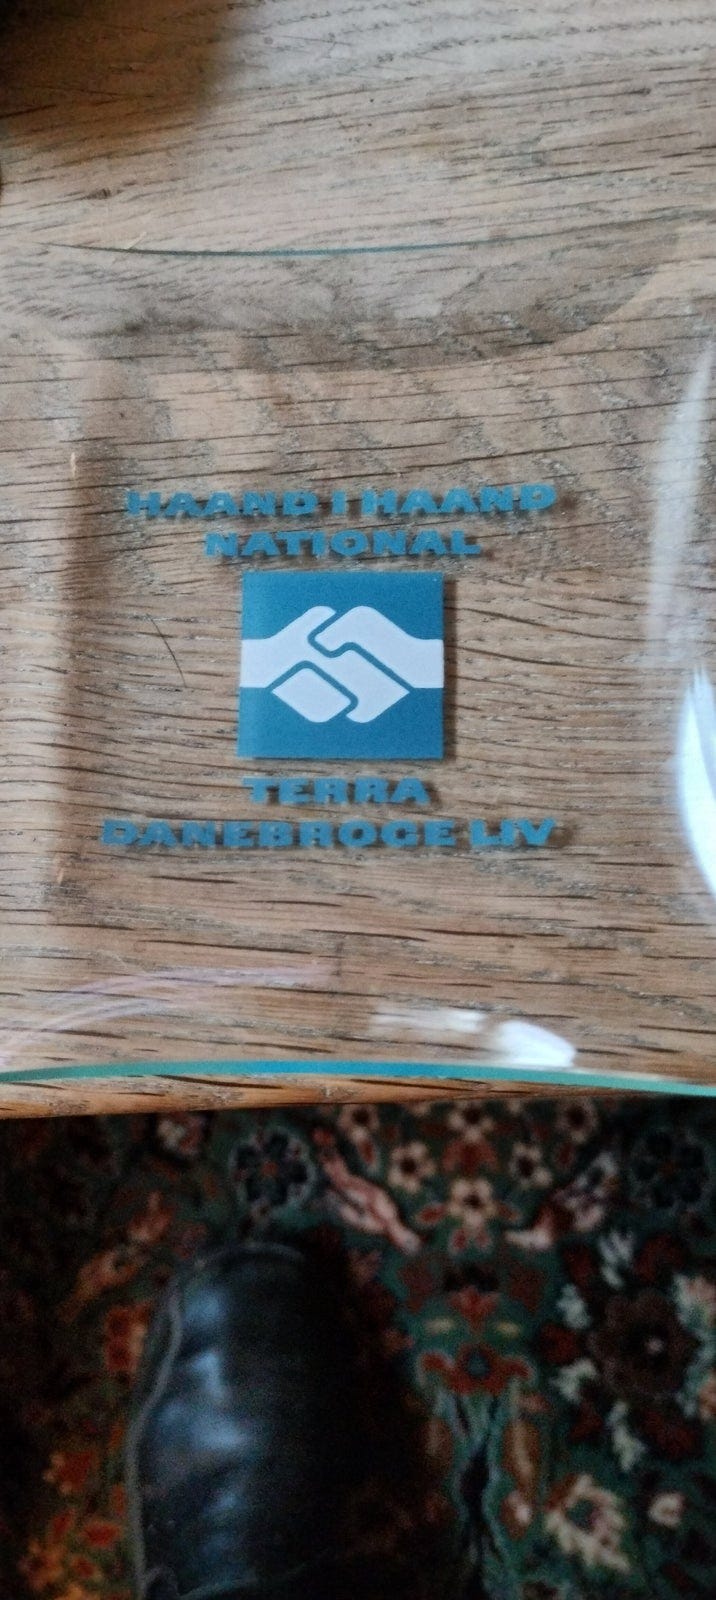 HAAND I HAAND
NATIONAL
TERRA
DANEBROGE LIV